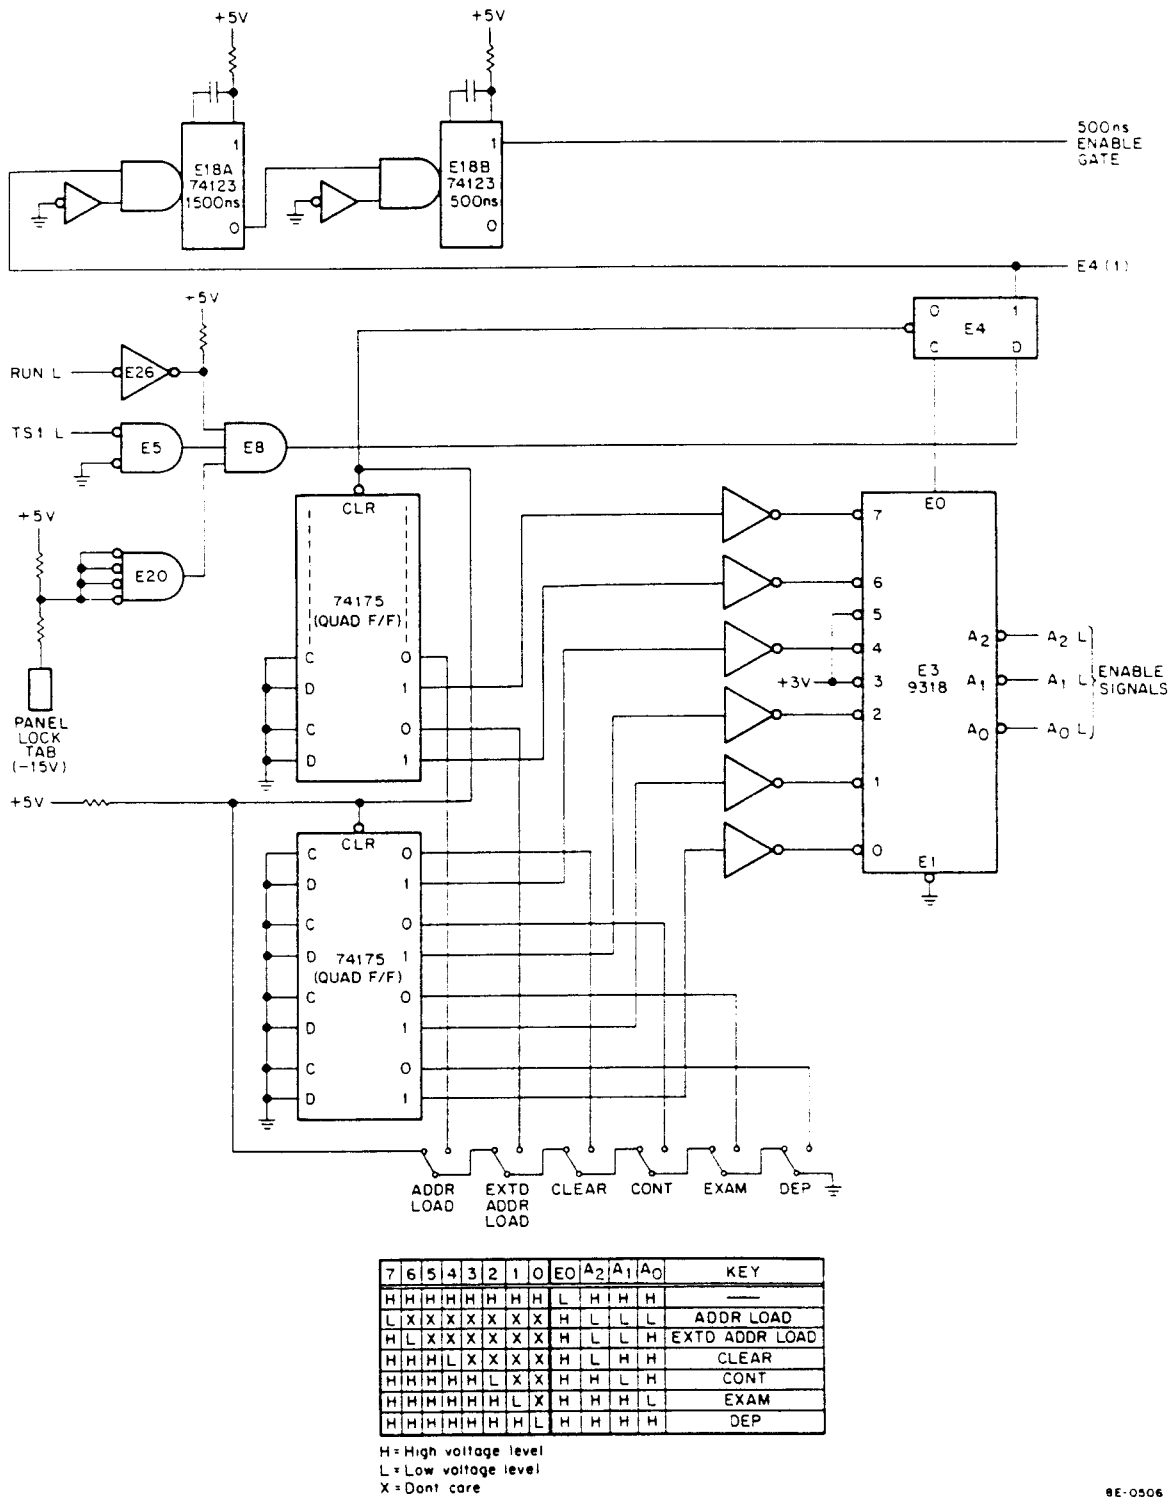 +5V
+5V
1
E18A
74123
1500ns
0
1
E18B
74123
500ns
0
500ns
ENABLE
GATE
E4 (1)
+5V
0 1
E4
C D
RUN L
E26
TS1 L
E5
E8
+5V
E20
PANEL
LOCK
TAB
(-15V)
CLR
74175
(QUAD F/F)
C 0
D 1
C 0
D 1
+5V
CLR
C 0
D 1
C 0
D 1
74175
(QUAD F/F)
C 0
D 1
C 0
D 1
E0
7
6
5
4
+3V
3
2
1
0
E3
9318
E1
A2 A2 L
A1 A1 L
A0 A0 L
ENABLE
SIGNALS
ADDR
LOAD
EXTD
ADDR
LOAD
CLEAR
CONT
EXAM
DEP
7 6 5 4 3 2 1 0 E0 A2 A1 A0 KEY
H H H H H H H H L H H H —
L X X X X X X X H L L L ADDR LOAD
H L X X X X X X H L L H EXTD ADDR LOAD
H H H L X X X X H L H H CLEAR
H H H H H L X X H H L H CONT
H H H H H H L X H H H L EXAM
H H H H H H H L H H H H DEP
H = High voltage level
L = Low voltage level
X = Dont care
8E-0506